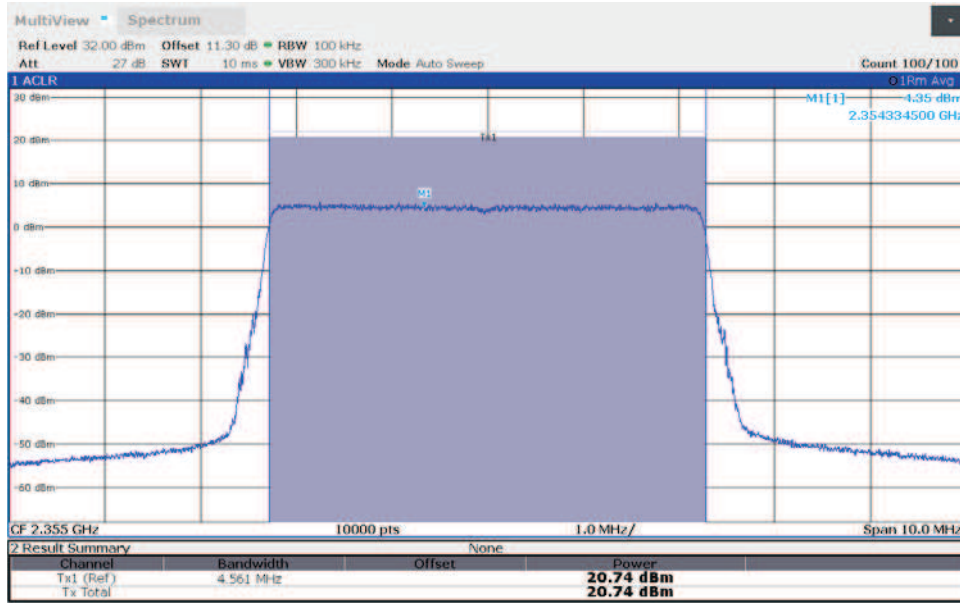 MultiView Spectrum
Ref Level 32.00 dBm Offset 11.30 dB RBW 100 kHz
Att 27 dB SWT 10 ms VBW 300 kHz Mode Auto Sweep Count 100/100
1 ACLR 1Rm Avg
30 dBm M1[1] 4.35 dBm
2.354334500 GHz
20 dBm Tx1
10 dBm
M1
0 dBm
-10 dBm
-20 dBm
-30 dBm
-40 dBm
-50 dBm
-60 dBm
CF 2.355 GHz 10000 pts 1.0 MHz/ Span 10.0 MHz
2 Result Summary None
Channel Bandwidth Offset Power
Tx1 (Ref) 4.561 MHz 20.74 dBm
Tx Total 20.74 dBm